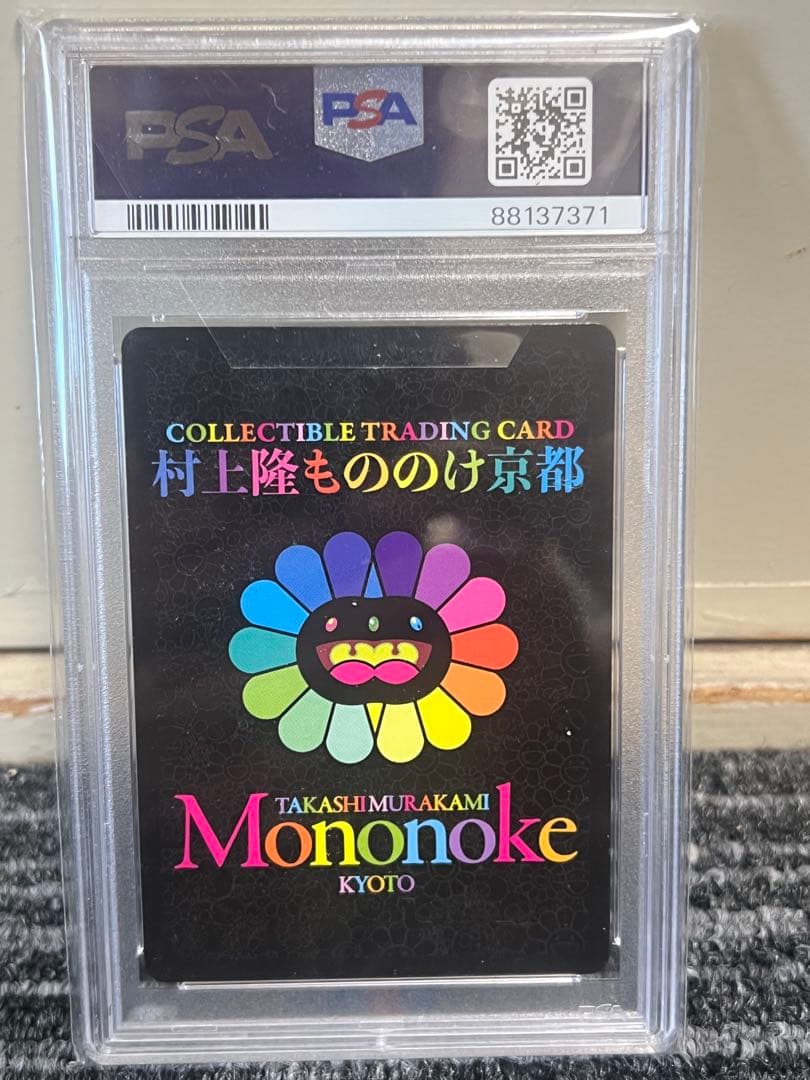 PSA
PSA
88137371
COLLECTIBLE TRADING CARD
村上隆もののけ京都
TAKASHI MURAKAMI
Mononoke
KYOTO